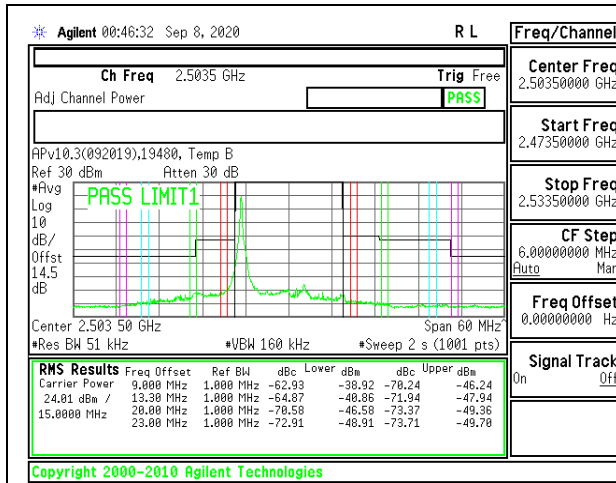 Agilent 00:46:32 Sep 8, 2020 R L
Ch Freq 2.5035 GHz Trig Free
Adj Channel Power PASS
APv10.3(092019),19480, Temp B
Ref 30 dBm Atten 30 dB
#Avg
Log
10
dB/
Offst
14.5
dB
PASS LIMIT1
Center 2.503 50 GHz Span 60 MHz
#Res BW 51 kHz #VBW 160 kHz #Sweep 2 s (1001 pts)
RMS Results Freq Offset Ref BW dBc Lower dBm dBc Upper dBm
Carrier Power 9.000 MHz 1.000 MHz -62.93 -38.92 -70.24 -46.24
24.01 dBm / 13.30 MHz 1.000 MHz -64.87 -40.86 -71.94 -47.94
15.0000 MHz 20.00 MHz 1.000 MHz -70.58 -46.58 -73.37 -49.36
23.00 MHz 1.000 MHz -72.91 -48.91 -73.71 -49.70
Copyright 2000-2010 Agilent Technologies
Freq/Channel
Center Freq
2.50350000 GHz
Start Freq
2.47350000 GHz
Stop Freq
2.53350000 GHz
CF Step
6.00000000 MHz
Auto Man
Freq Offset
0.00000000 Hz
Signal Track
On Off